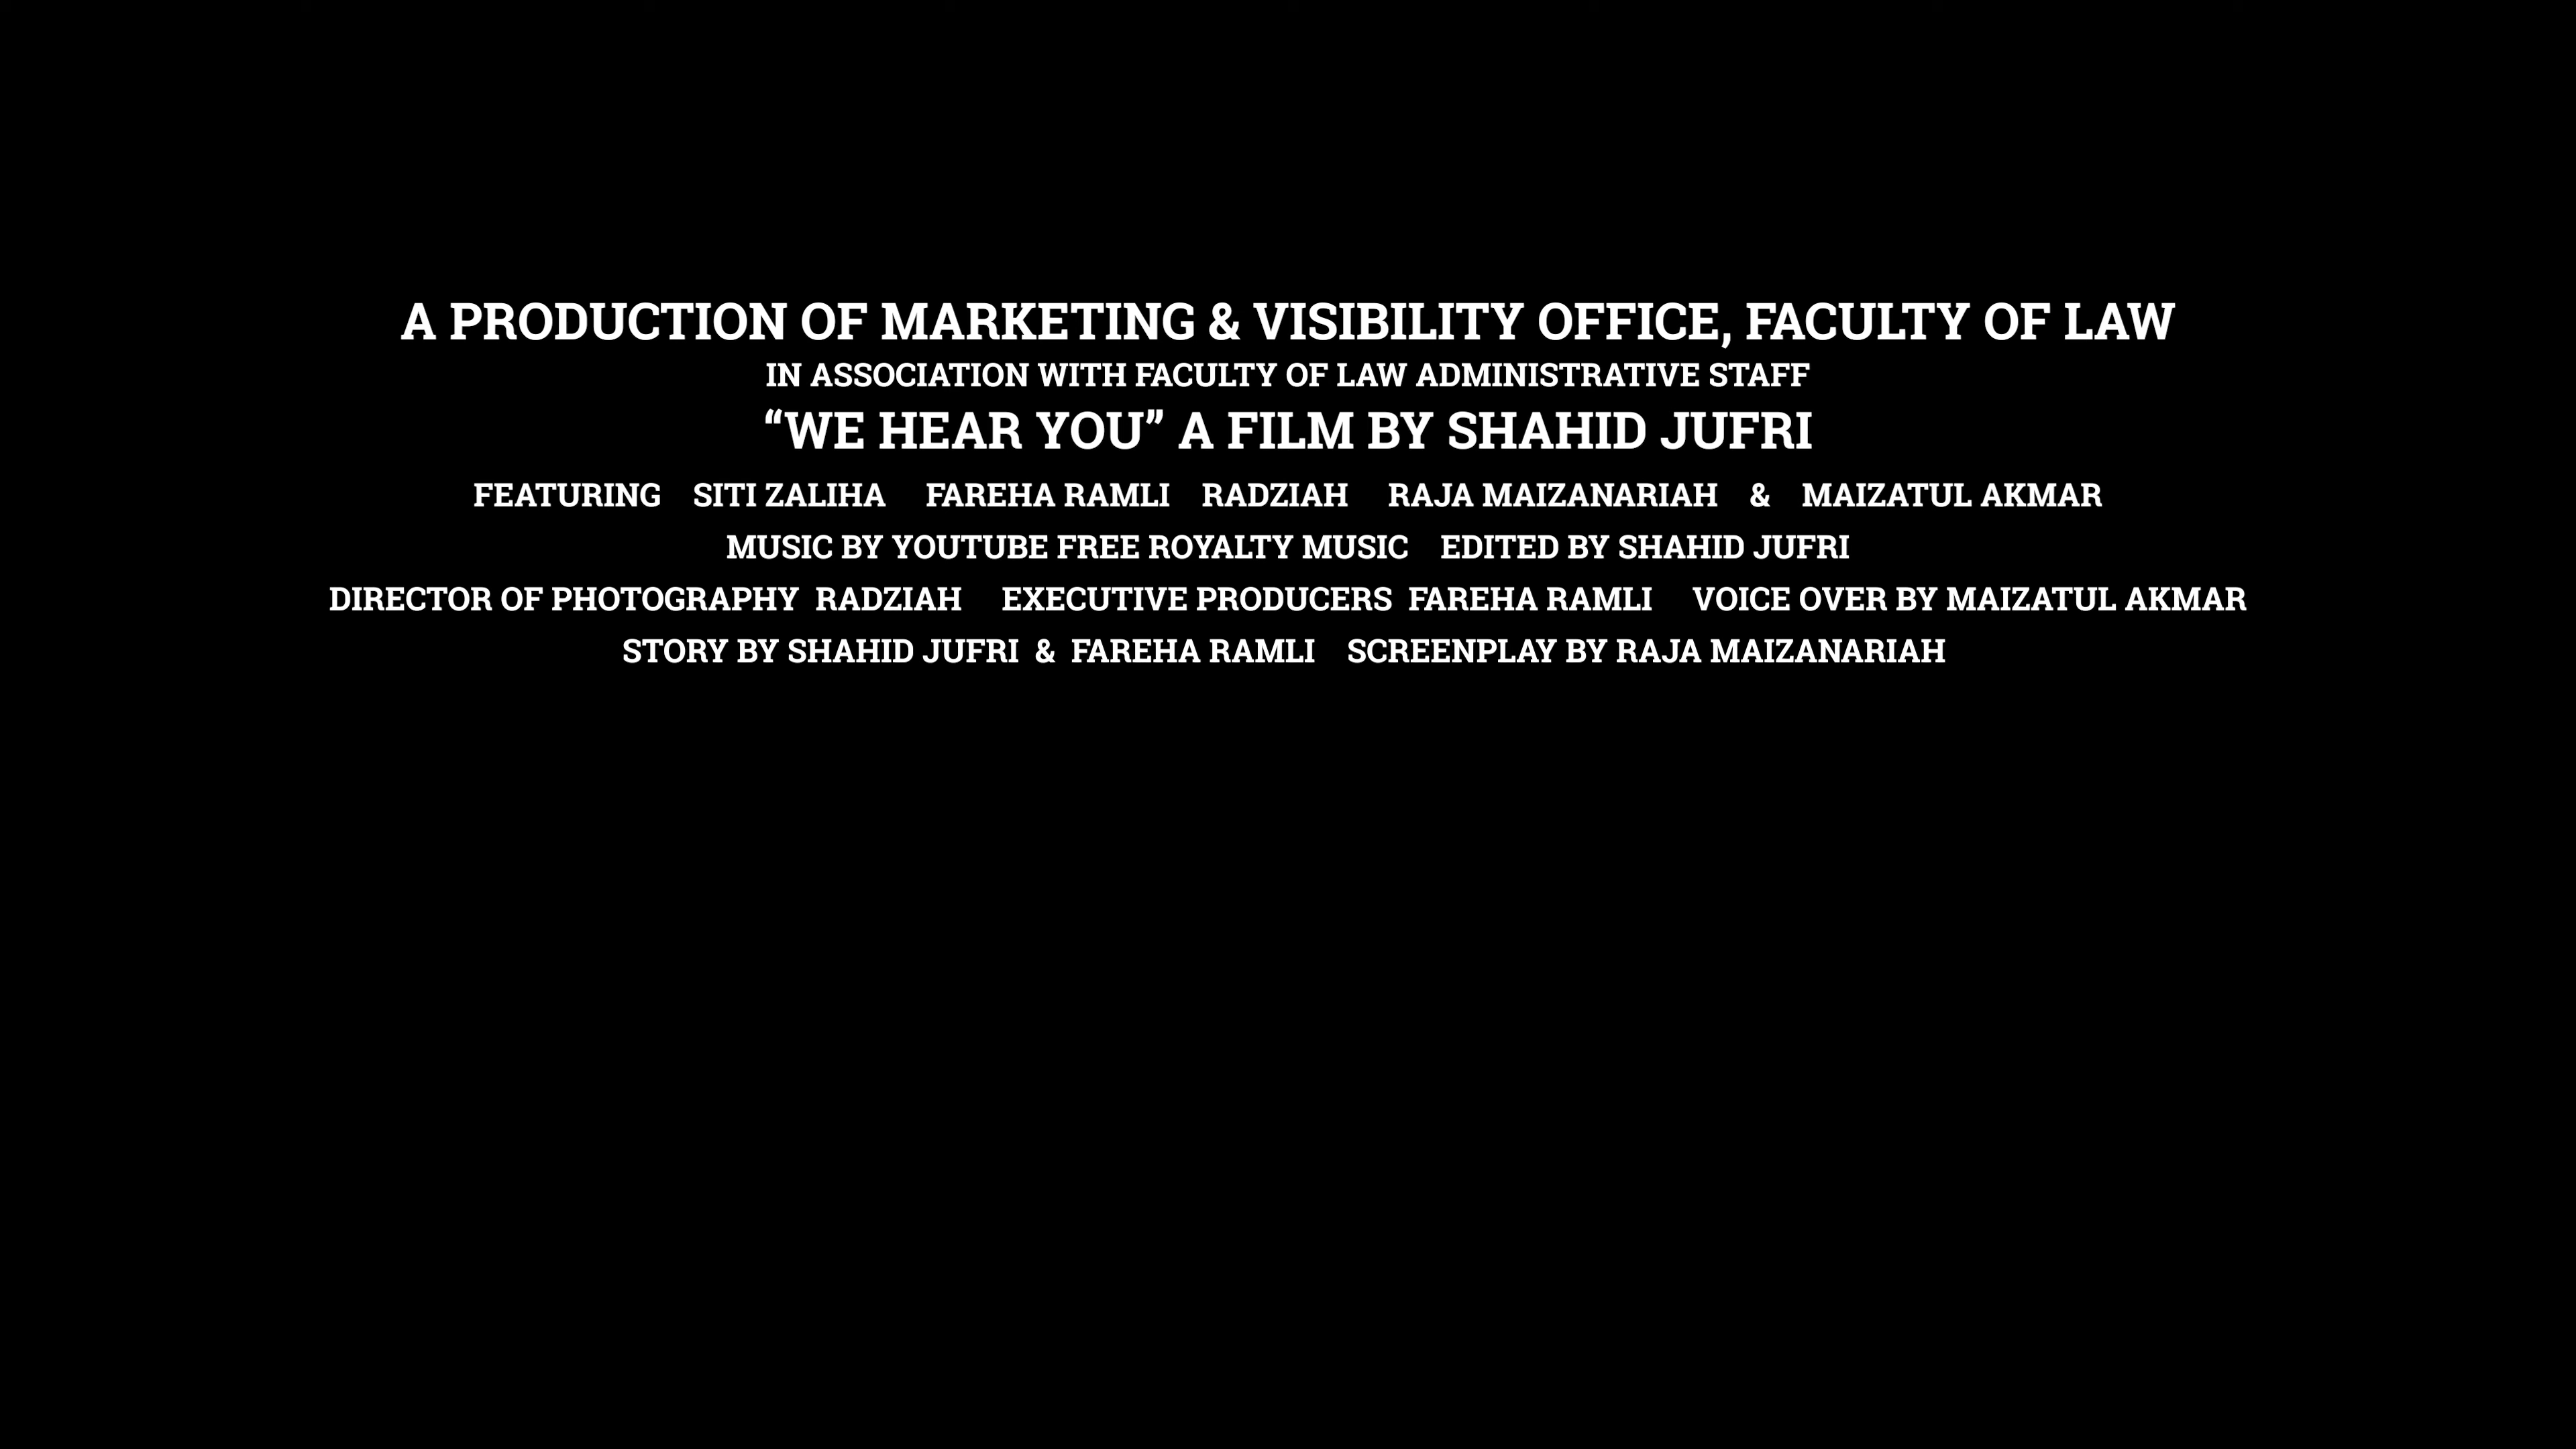 A PRODUCTION OF MARKETING & VISIBILITY OFFICE, FACULTY OF LAW
IN ASSOCIATION WITH FACULTY OF LAW ADMINISTRATIVE STAFF
“WE HEAR YOU” A FILM BY SHAHID JUFRI
FEATURING SITI ZALIHA FAREHA RAMLI RADZIAH RAJA MAIZANARIAH & MAIZATUL AKMAR
MUSIC BY YOUTUBE FREE ROYALTY MUSIC EDITED BY SHAHID JUFRI
DIRECTOR OF PHOTOGRAPHY RADZIAH EXECUTIVE PRODUCERS FAREHA RAMLI VOICE OVER BY MAIZATUL AKMAR
STORY BY SHAHID JUFRI & FAREHA RAMLI SCREENPLAY BY RAJA MAIZANARIAH